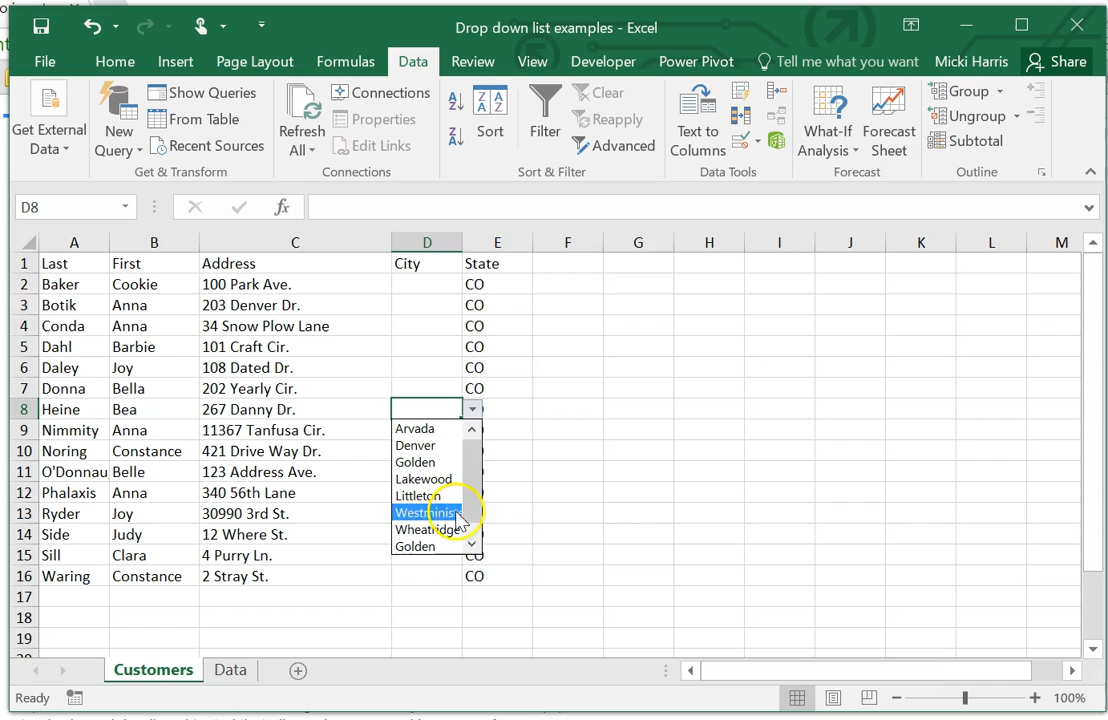 Drop down list examples - Excel
File Home Insert Page Layout Formulas Data Review View Developer Power Pivot Tell me what you want Micki Harris Share
Get External Data
New Query
Show Queries
From Table
Recent Sources
Get & Transform
Refresh All
Connections
Properties
Edit Links
Connections
Sort
Filter
Clear
Reapply
Advanced
Sort & Filter
Text to Columns
Data Tools
What-If Analysis
Forecast Sheet
Forecast
Group
Ungroup
Subtotal
Outline
D8 fx
A B C D E F G H I J K L M
1 Last First Address City State
2 Baker Cookie 100 Park Ave. CO
3 Botik Anna 203 Denver Dr. CO
4 Conda Anna 34 Snow Plow Lane CO
5 Dahl Barbie 101 Craft Cir. CO
6 Daley Joy 108 Dated Dr. CO
7 Donna Bella 202 Yearly Cir. CO
8 Heine Bea 267 Danny Dr.
9 Nimmity Anna 11367 Tanfusa Cir.
10 Noring Constance 421 Drive Way Dr.
11 O'Donnau Belle 123 Address Ave.
12 Phalaxis Anna 340 56th Lane
13 Ryder Joy 30990 3rd St.
14 Side Judy 12 Where St.
15 Sill Clara 4 Purry Ln. CO
16 Waring Constance 2 Stray St. CO
17
18
19
Arvada
Denver
Golden
Lakewood
Littleton
Westminis
Wheatridge
Golden
Customers Data
Ready 100%